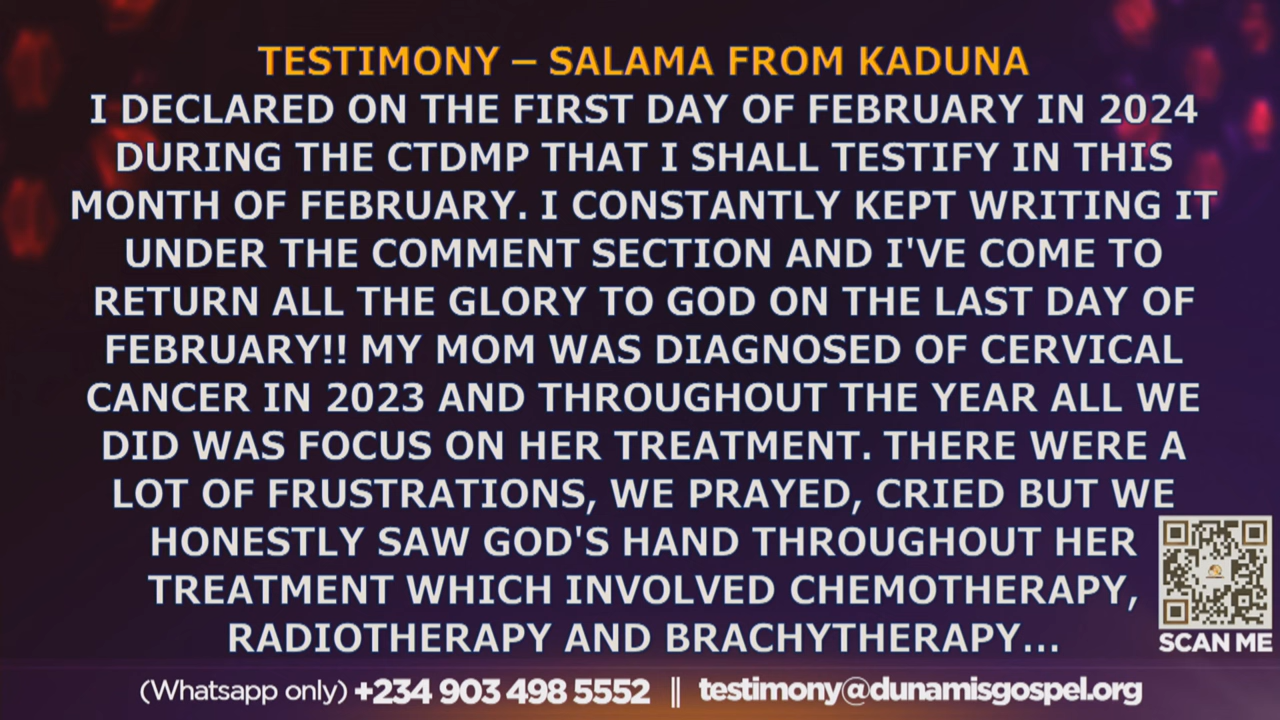 TESTIMONY – SALAMA FROM KADUNA
I DECLARED ON THE FIRST DAY OF FEBRUARY IN 2024
DURING THE CTDMP THAT I SHALL TESTIFY IN THIS
MONTH OF FEBRUARY. I CONSTANTLY KEPT WRITING IT
UNDER THE COMMENT SECTION AND I'VE COME TO
RETURN ALL THE GLORY TO GOD ON THE LAST DAY OF
FEBRUARY!! MY MOM WAS DIAGNOSED OF CERVICAL
CANCER IN 2023 AND THROUGHOUT THE YEAR ALL WE
DID WAS FOCUS ON HER TREATMENT. THERE WERE A
LOT OF FRUSTRATIONS, WE PRAYED, CRIED BUT WE
HONESTLY SAW GOD'S HAND THROUGHOUT HER
TREATMENT WHICH INVOLVED CHEMOTHERAPY,
RADIOTHERAPY AND BRACHYTHERAPY...
SCAN ME
(Whatsapp only) +234 903 498 5552 || testimony@dunamisgospel.org